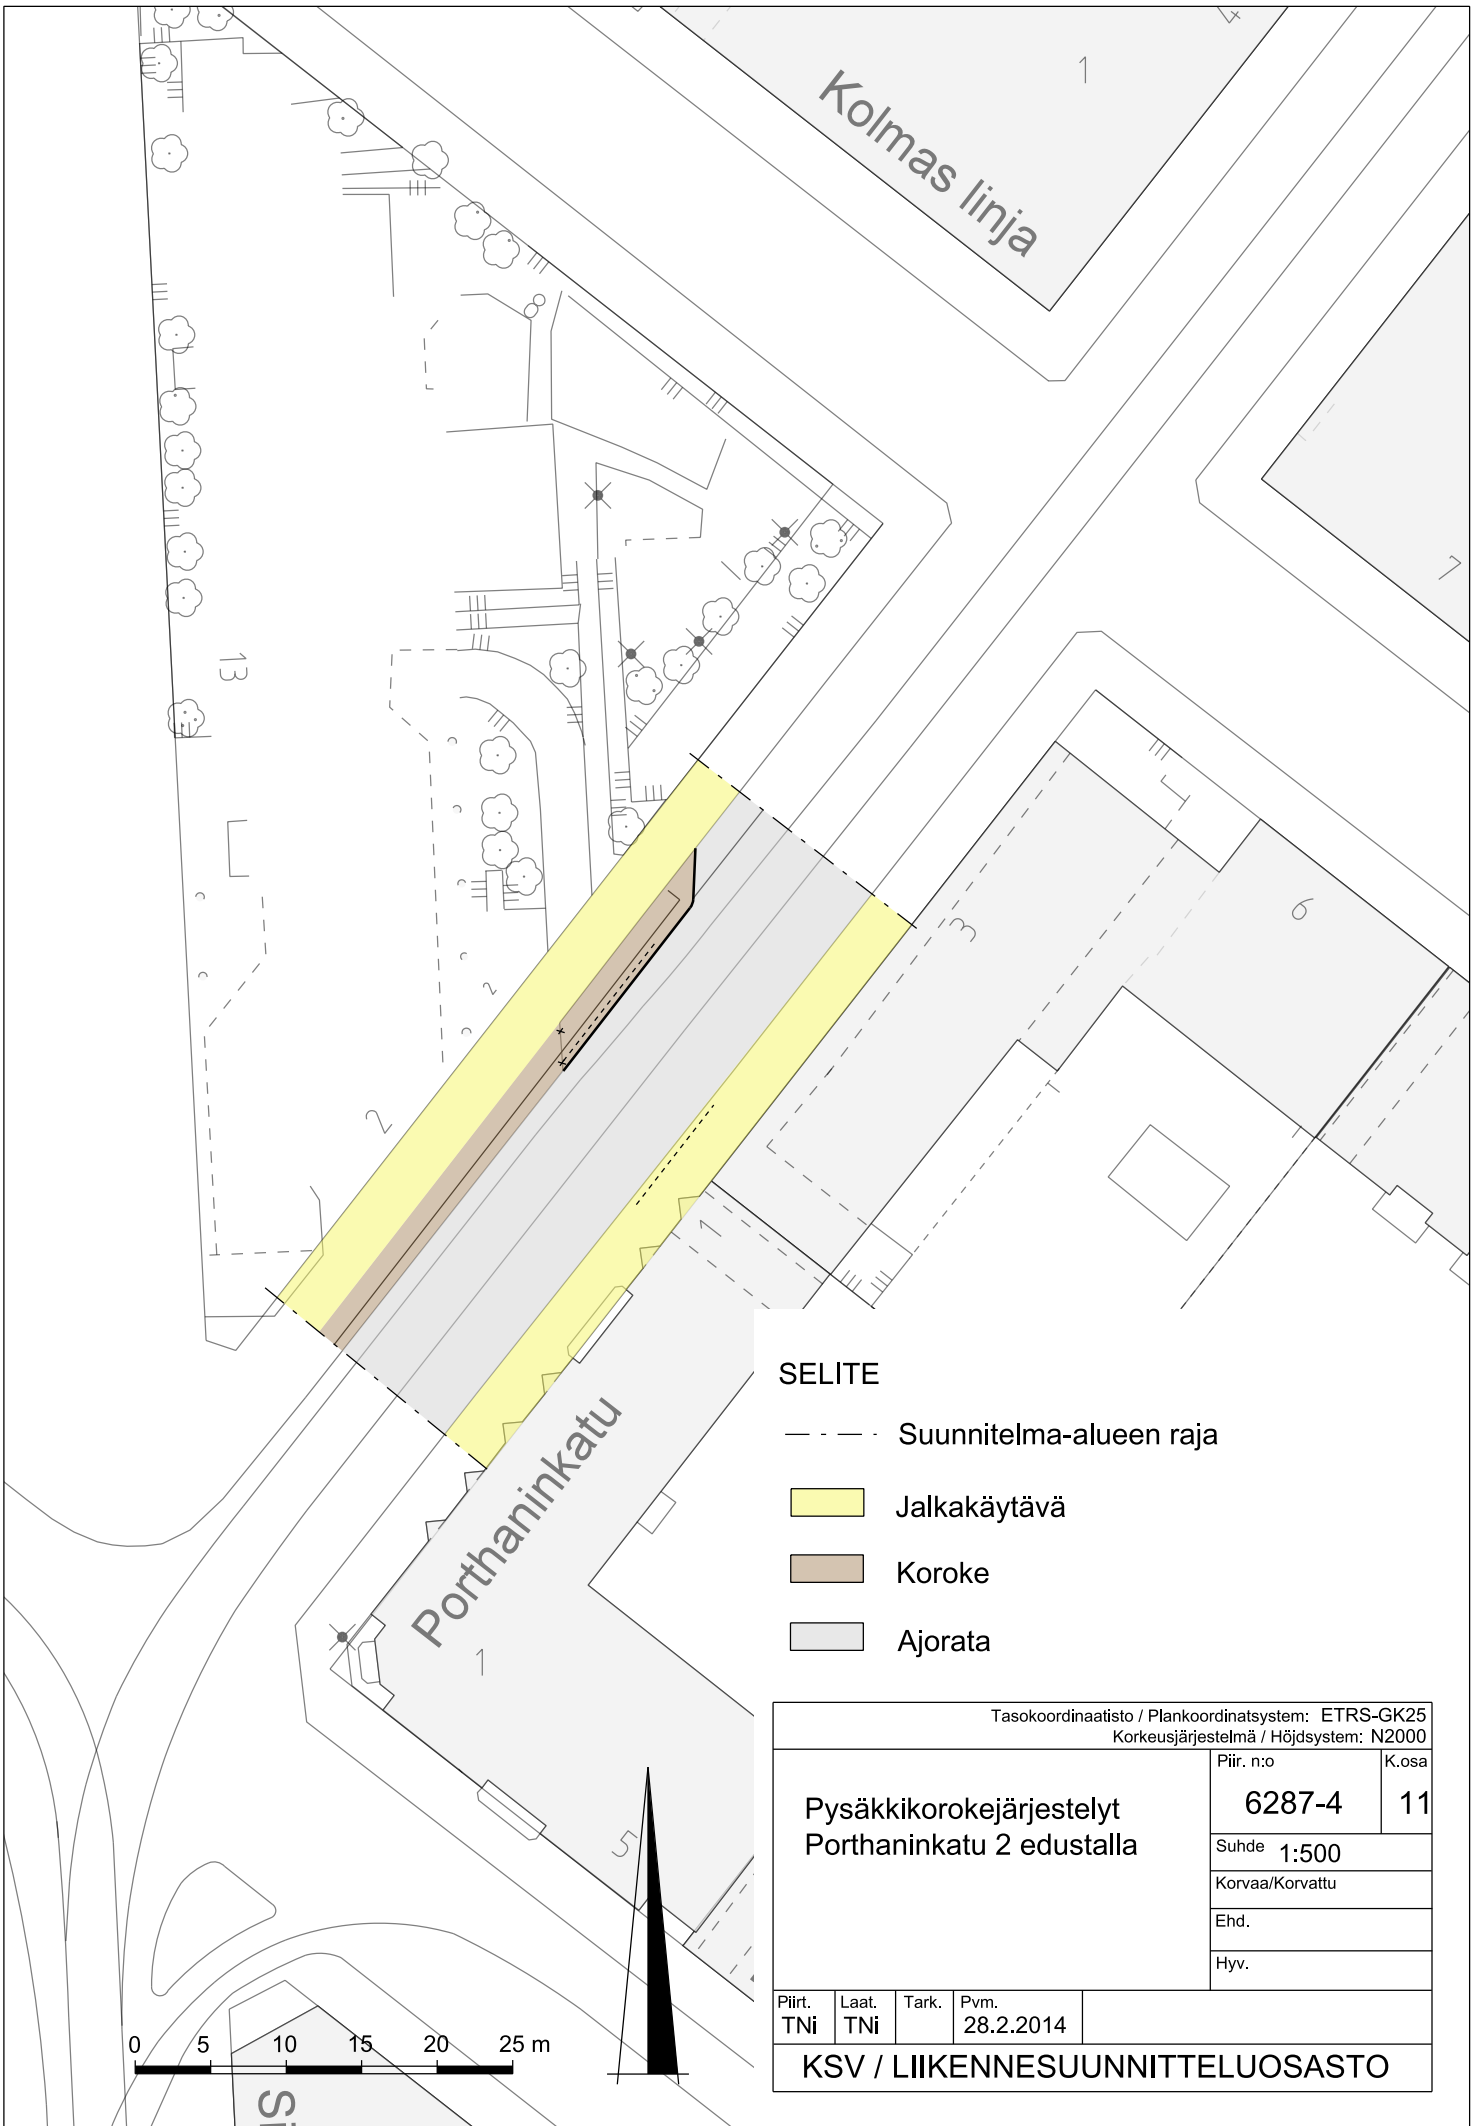 4
1
Kolmas linja
7
13
3
6
2
2
1
Porthaninkatu
1
5
SELITE
Suunnitelma-alueen raja
Jalkakäytävä
Koroke
Ajorata
Tasokoordinaatisto / Plankoordinatsystem: ETRS-GK25
Korkeusjärjestelmä / Höjdsystem: N2000
Pysäkkikorokejärjestelyt
Porthaninkatu 2 edustalla
Piir. n:o
6287-4
K.osa
11
Suhde 1:500
Korvaa/Korvattu
Ehd.
Hyv.
Piirt.
TNi
Laat.
TNi
Tark.
Pvm.
28.2.2014
KSV / LIIKENNESUUNNITTELUOSASTO
0 5 10 15 20 25 m